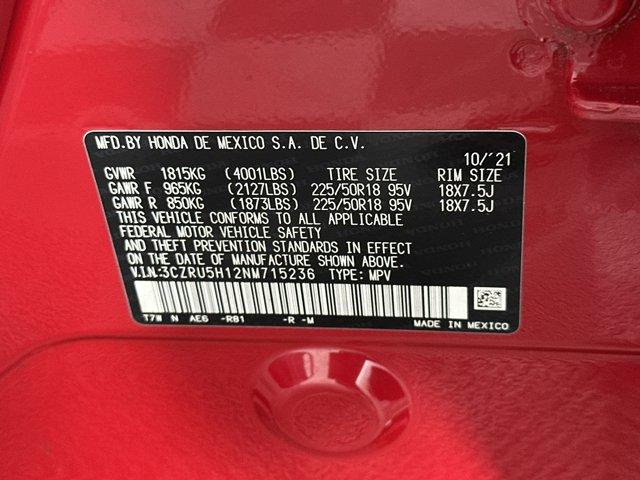 MFD.BY HONDA DE MEXICO S.A. DE C.V.
10/'21
GVWR 1815KG (4001LBS) TIRE SIZE RIM SIZE
GAWR F 965KG (2127LBS) 225/50R18 95V 18X7.5J
GAWR R 850KG (1873LBS) 225/50R18 95V 18X7.5J
THIS VEHICLE CONFORMS TO ALL APPLICABLE
FEDERAL MOTOR VEHICLE SAFETY
AND THEFT PREVENTION STANDARDS IN EFFECT
ON THE DATE OF MANUFACTURE SHOWN ABOVE.
V.I.N:3CZRU5H12NM715236 TYPE: MPV
T7W N AE6 -R81 -R -M
MADE IN MEXICO